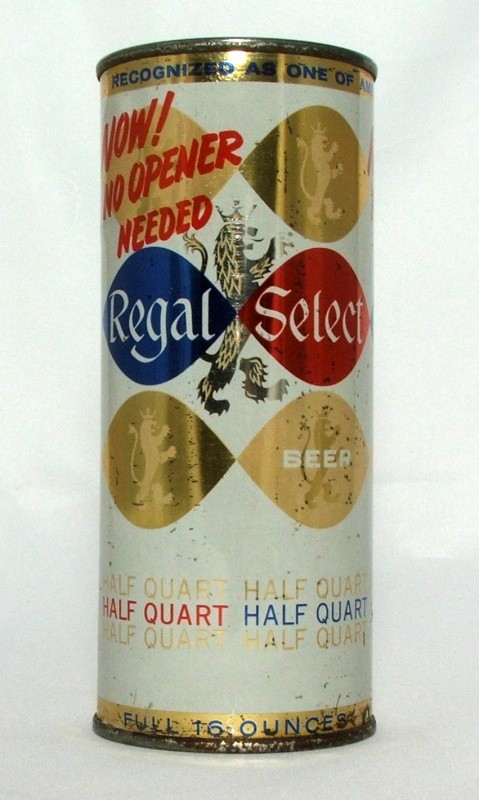 RECOGNIZED AS ONE OF
NOW!
NO OPENER
NEEDED
Regal Select
BEER
HALF QUART HALF QUART
HALF QUART HALF QUART
HALF QUART HALF QUART
FULL 16 OUNCES